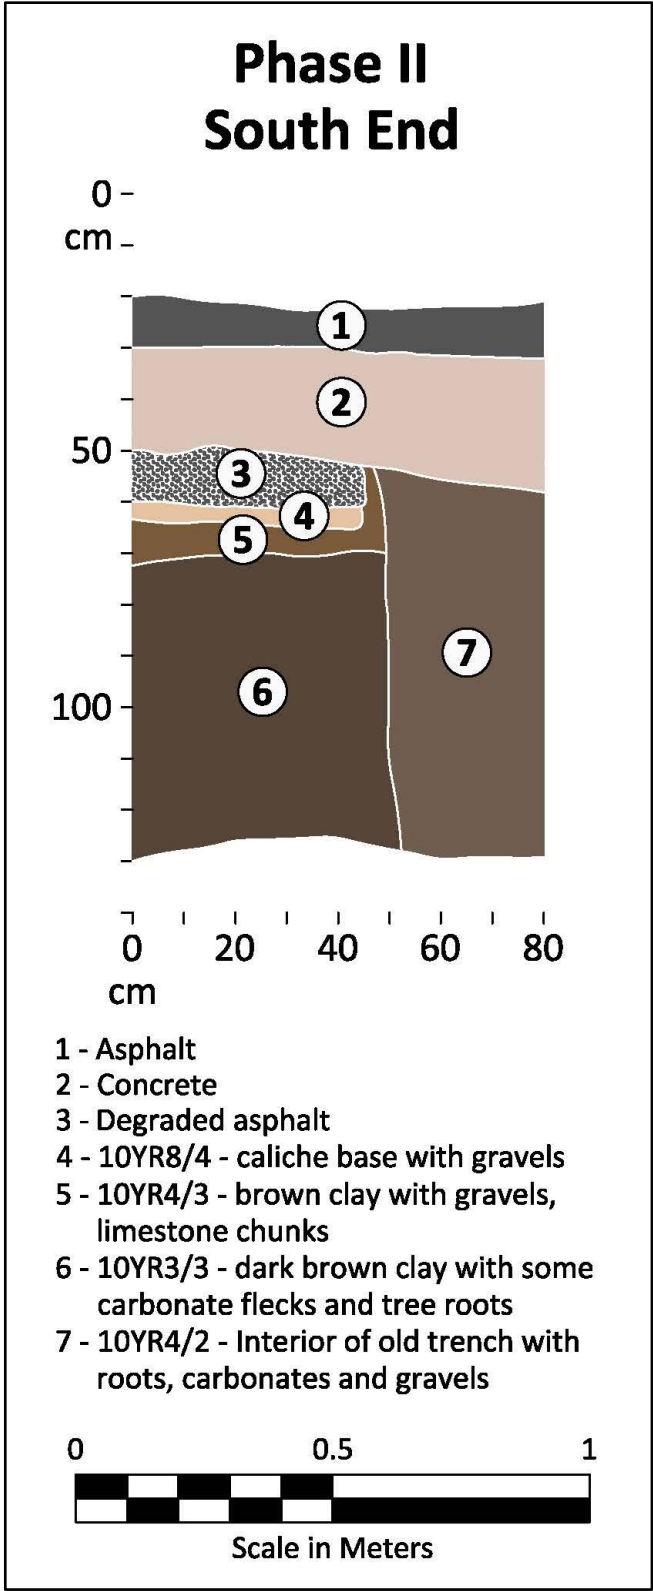 Phase II
South End
0
cm
50
100
1
2
3
4
5
6
7
0 20 40 60 80
cm
1 - Asphalt
2 - Concrete
3 - Degraded asphalt
4 - 10YR8/4 - caliche base with gravels
5 - 10YR4/3 - brown clay with gravels,
limestone chunks
6 - 10YR3/3 - dark brown clay with some
carbonate flecks and tree roots
7 - 10YR4/2 - Interior of old trench with
roots, carbonates and gravels
0 0.5 1
Scale in Meters